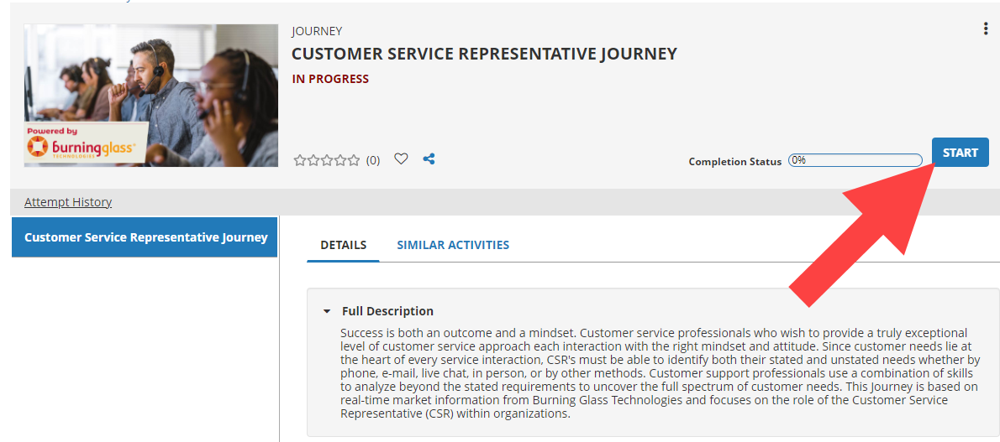 JOURNEY
CUSTOMER SERVICE REPRESENTATIVE JOURNEY
IN PROGRESS
Powered by
burningglass
TECHNOLOGIES
(0)
Completion Status 0% START
Attempt History
Customer Service Representative Journey
DETAILS SIMILAR ACTIVITIES
Full Description
Success is both an outcome and a mindset. Customer service professionals who wish to provide a truly exceptional
level of customer service approach each interaction with the right mindset and attitude. Since customer needs lie at
the heart of every service interaction, CSR's must be able to identify both their stated and unstated needs whether by
phone, e-mail, live chat, in person, or by other methods. Customer support professionals use a combination of skills
to analyze beyond the stated requirements to uncover the full spectrum of customer needs. This Journey is based on
real-time market information from Burning Glass Technologies and focuses on the role of the Customer Service
Representative (CSR) within organizations.